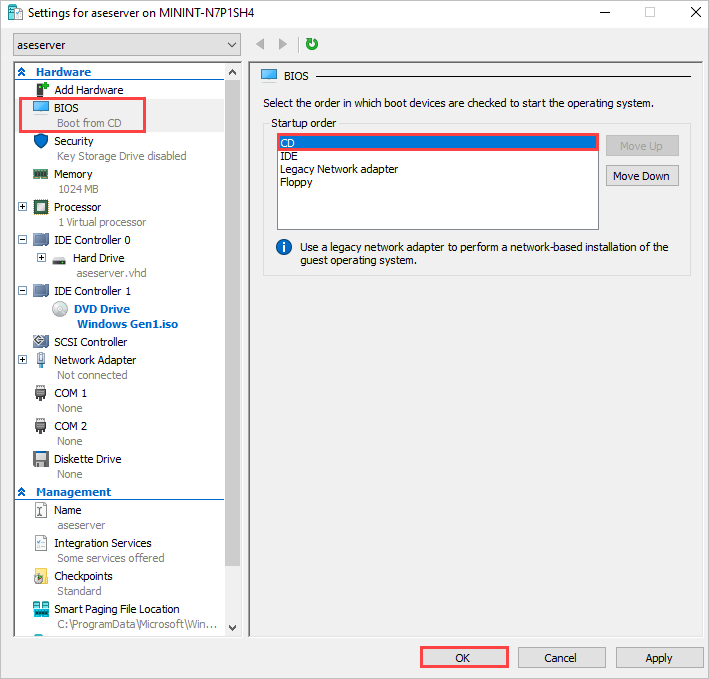 Settings for aseserver on MININT-N7P1SH4
aseserver
Hardware
Add Hardware
BIOS
Boot from CD
Security
Key Storage Drive disabled
Memory
1024 MB
Processor
1 Virtual processor
IDE Controller 0
Hard Drive
aseserver.vhd
IDE Controller 1
DVD Drive
Windows Gen1.iso
SCSI Controller
Network Adapter
Not connected
COM 1
None
COM 2
None
Diskette Drive
None
Management
Name
aseserver
Integration Services
Some services offered
Checkpoints
Standard
Smart Paging File Location
C:\ProgramData\Microsoft\Win...
BIOS
Select the order in which boot devices are checked to start the operating system.
Startup order
CD
IDE
Legacy Network adapter
Floppy
Move Up
Move Down
Use a legacy network adapter to perform a network-based installation of the
guest operating system.
OK
Cancel
Apply